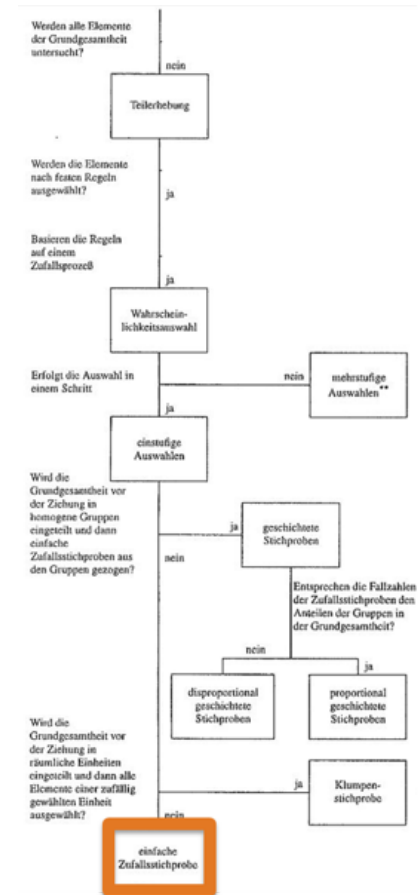 Werden alle Elemente
der Grundgesamtheit
untersucht?
nein
Teilerhebung
Werden die Elemente
nach festen Regeln
ausgewählt?
ja
Basieren die Regeln
auf einem
Zufallsprozeß
ja
Wahrschein-
lichkeitsauswahl
Erfolgt die Auswahl in
einem Schritt
nein
mehrstufige
Auswahlen**
ja
einstufige
Auswahlen
Wird die
Grundgesamtheit vor
der Ziehung in
homogene Gruppen
eingeteilt und dann
einfache
Zufallsstichproben aus
den Gruppen gezogen?
ja
geschichtete
Stichproben
nein
Entsprechen die Fallzahlen
der Zufallsstichproben den
Anteilen der Gruppen in
der Grundgesamtheit?
nein
ja
disproportional
geschichtete
Stichproben
proportional
geschichtete
Stichproben
Wird die
Grundgesamtheit vor
der Ziehung in
räumliche Einheiten
eingeteilt und dann alle
Elemente einer zufällig
gewählten Einheit
ausgewählt?
ja
Klumpen-
stichprobe
nein
einfache
Zufallsstichprobe